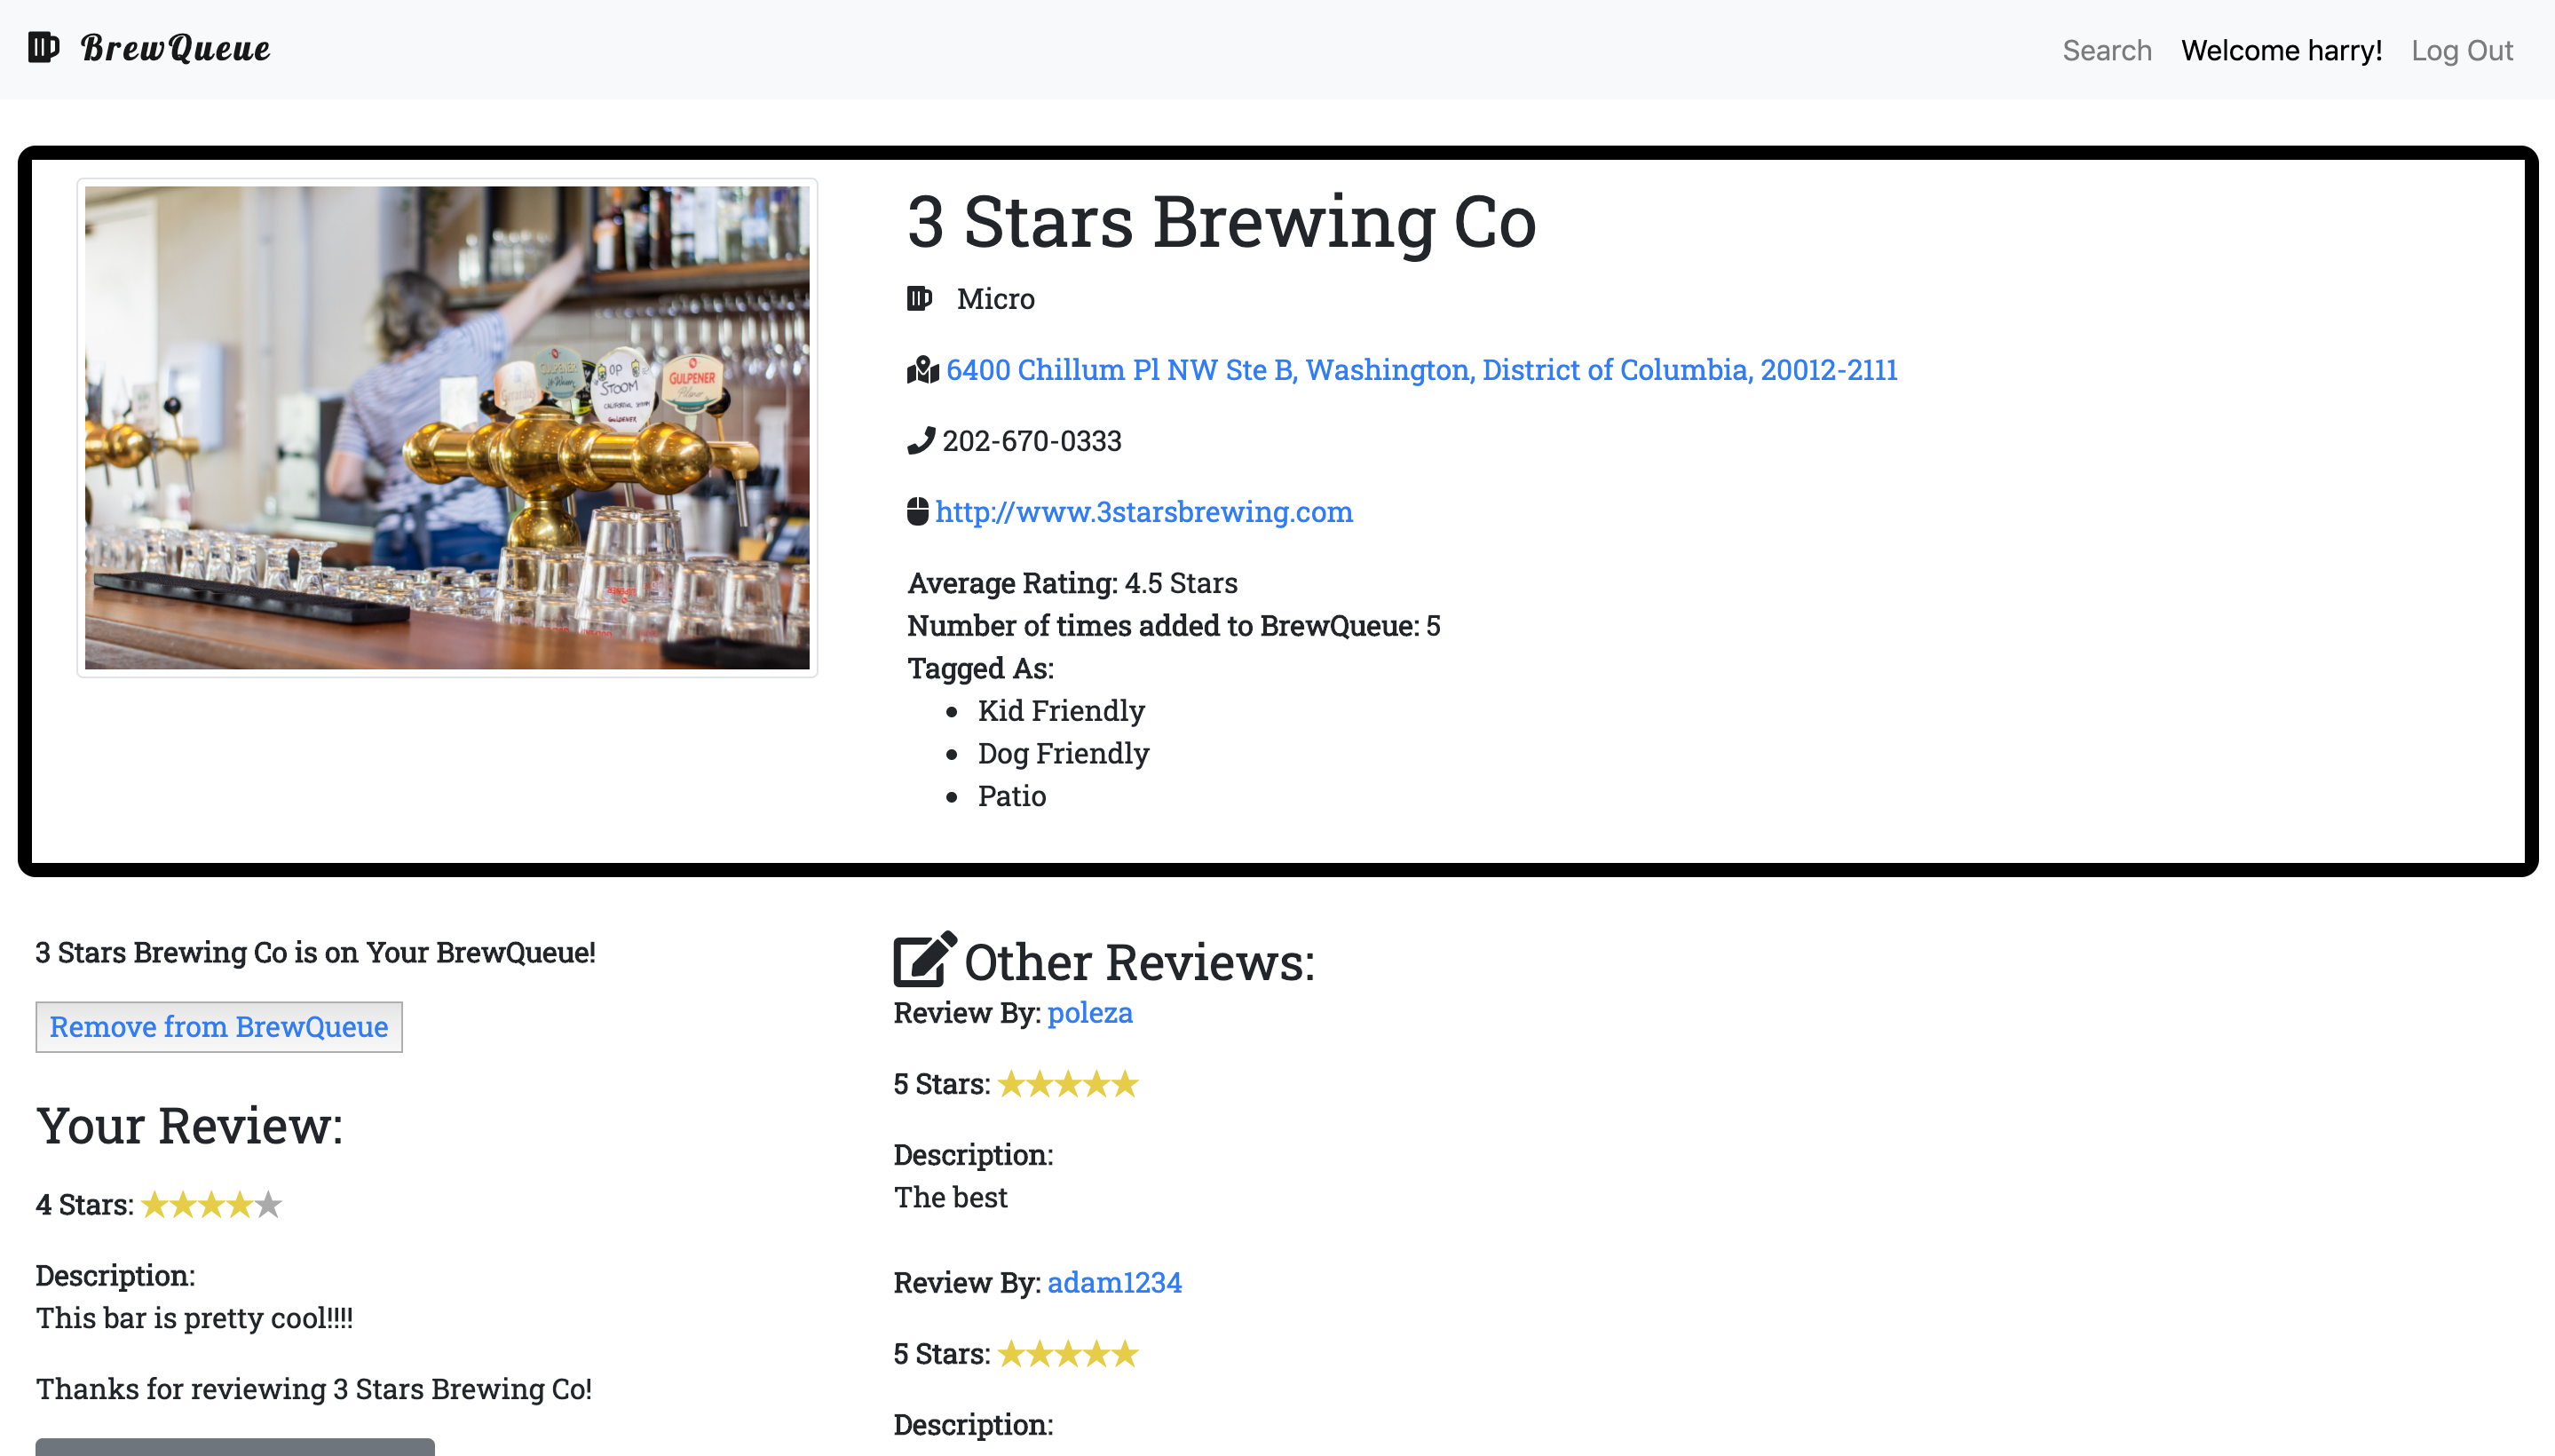 BrewQueue
Search Welcome harry! Log Out
3 Stars Brewing Co
Micro
6400 Chillum Pl NW Ste B, Washington, District of Columbia, 20012-2111
202-670-0333
http://www.3starsbrewing.com
Average Rating: 4.5 Stars
Number of times added to BrewQueue: 5
Tagged As:
Kid Friendly
Dog Friendly
Patio
OP
STOOM
GULPENER
GULPENER
Pilsner
3 Stars Brewing Co is on Your BrewQueue!
Remove from BrewQueue
Your Review:
4 Stars:
Description:
This bar is pretty cool!!!!
Thanks for reviewing 3 Stars Brewing Co!
Other Reviews:
Review By: poleza
5 Stars:
Description:
The best
Review By: adam1234
5 Stars:
Description: